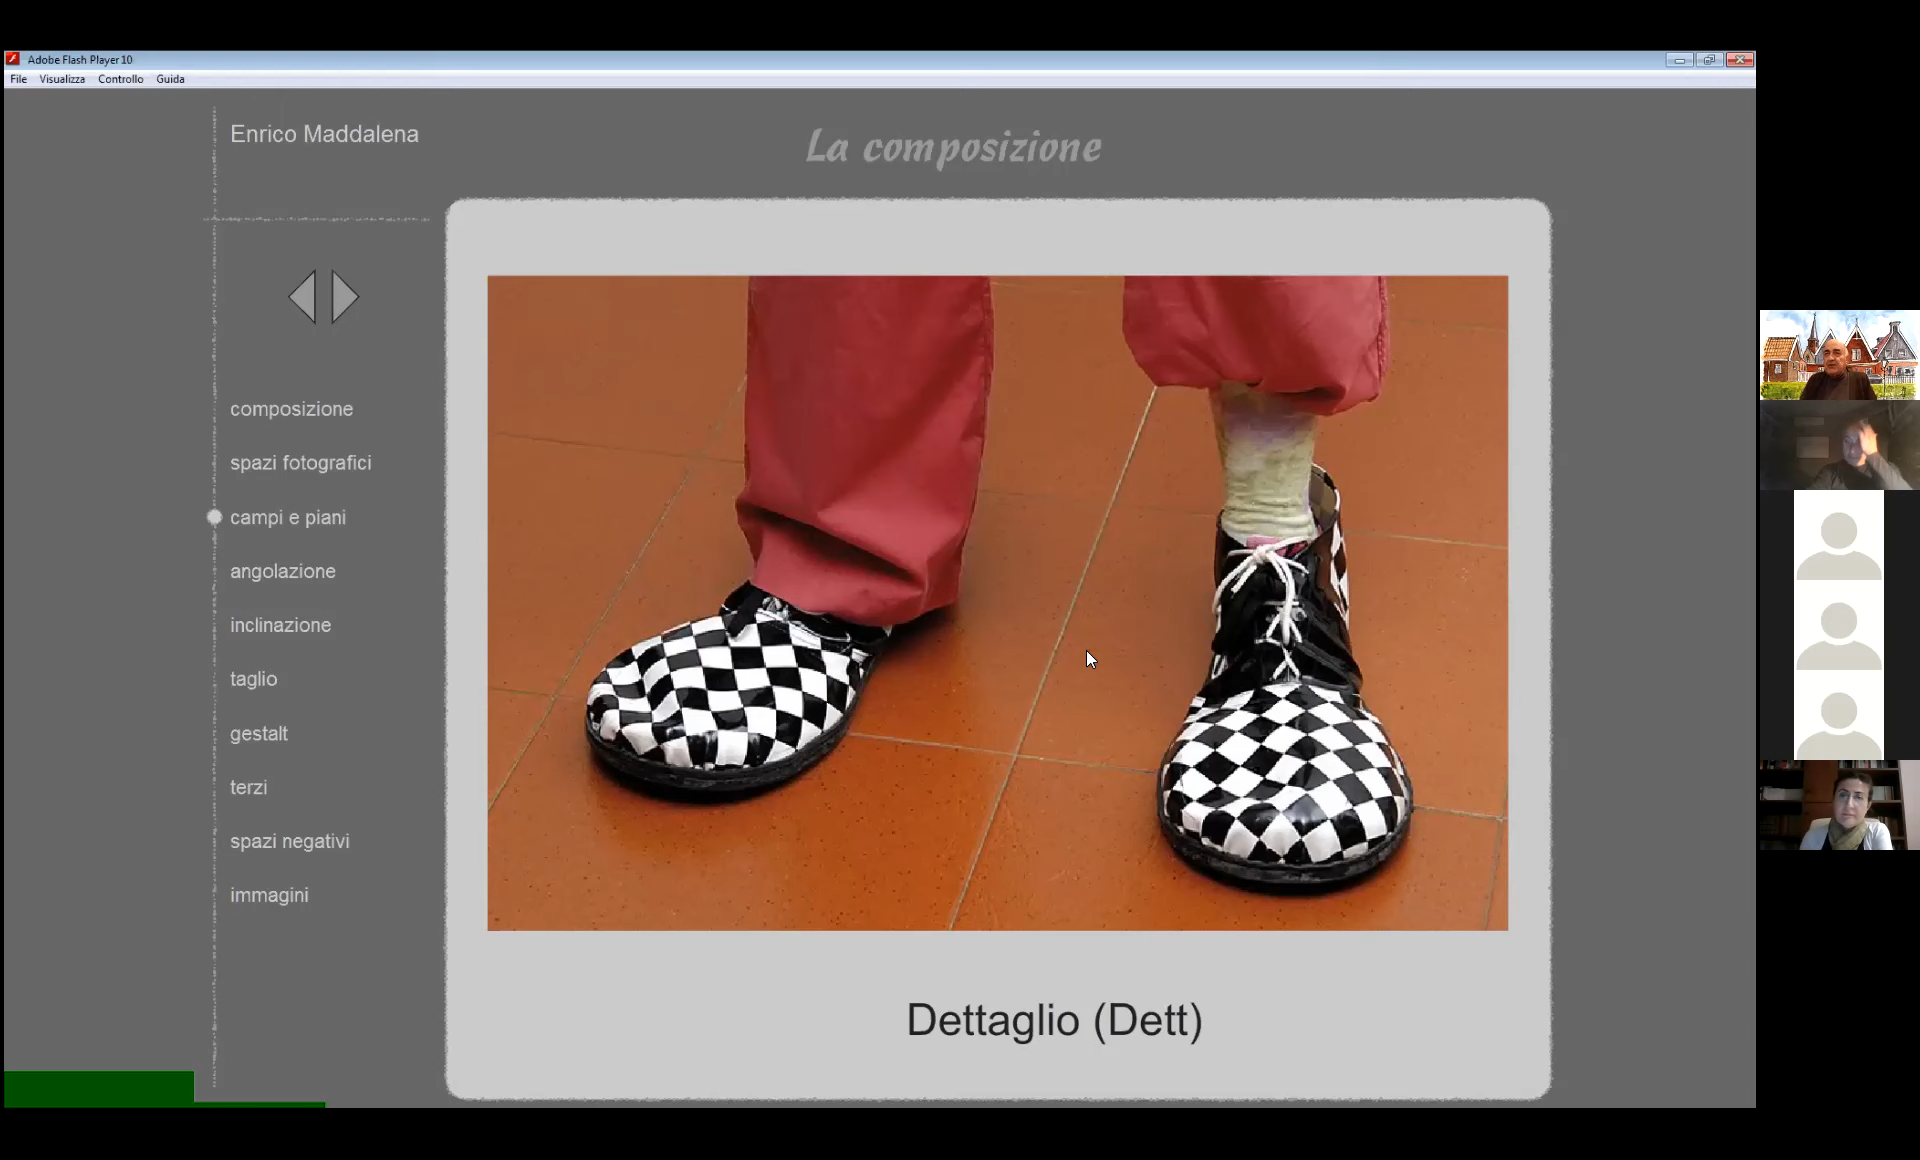 Adobe Flash Player 10
File Visualizza Controllo Guida
Enrico Maddalena
La composizione
composizione
spazi fotografici
campi e piani
angolazione
inclinazione
taglio
gestalt
terzi
spazi negativi
immagini
Dettaglio (Dett)